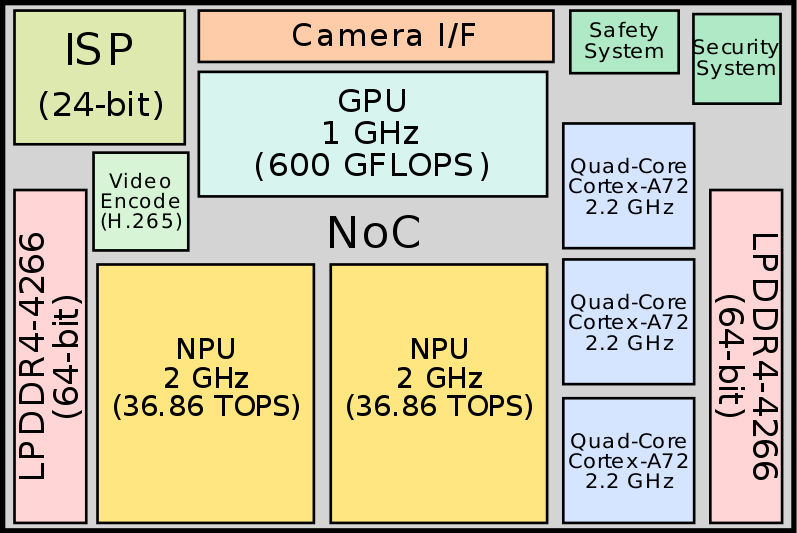 ISP
(24-bit)
Camera I/F
Safety
System
Security
System
GPU
1 GHz
(600 GFLOPS)
Video
Encode
(H.265)
Quad-Core
Cortex-A72
2.2 GHz
NoC
LPDDR4-4266
(64-bit)
NPU
2 GHz
(36.86 TOPS)
NPU
2 GHz
(36.86 TOPS)
Quad-Core
Cortex-A72
2.2 GHz
Quad-Core
Cortex-A72
2.2 GHz
LPDDR4-4266
(64-bit)